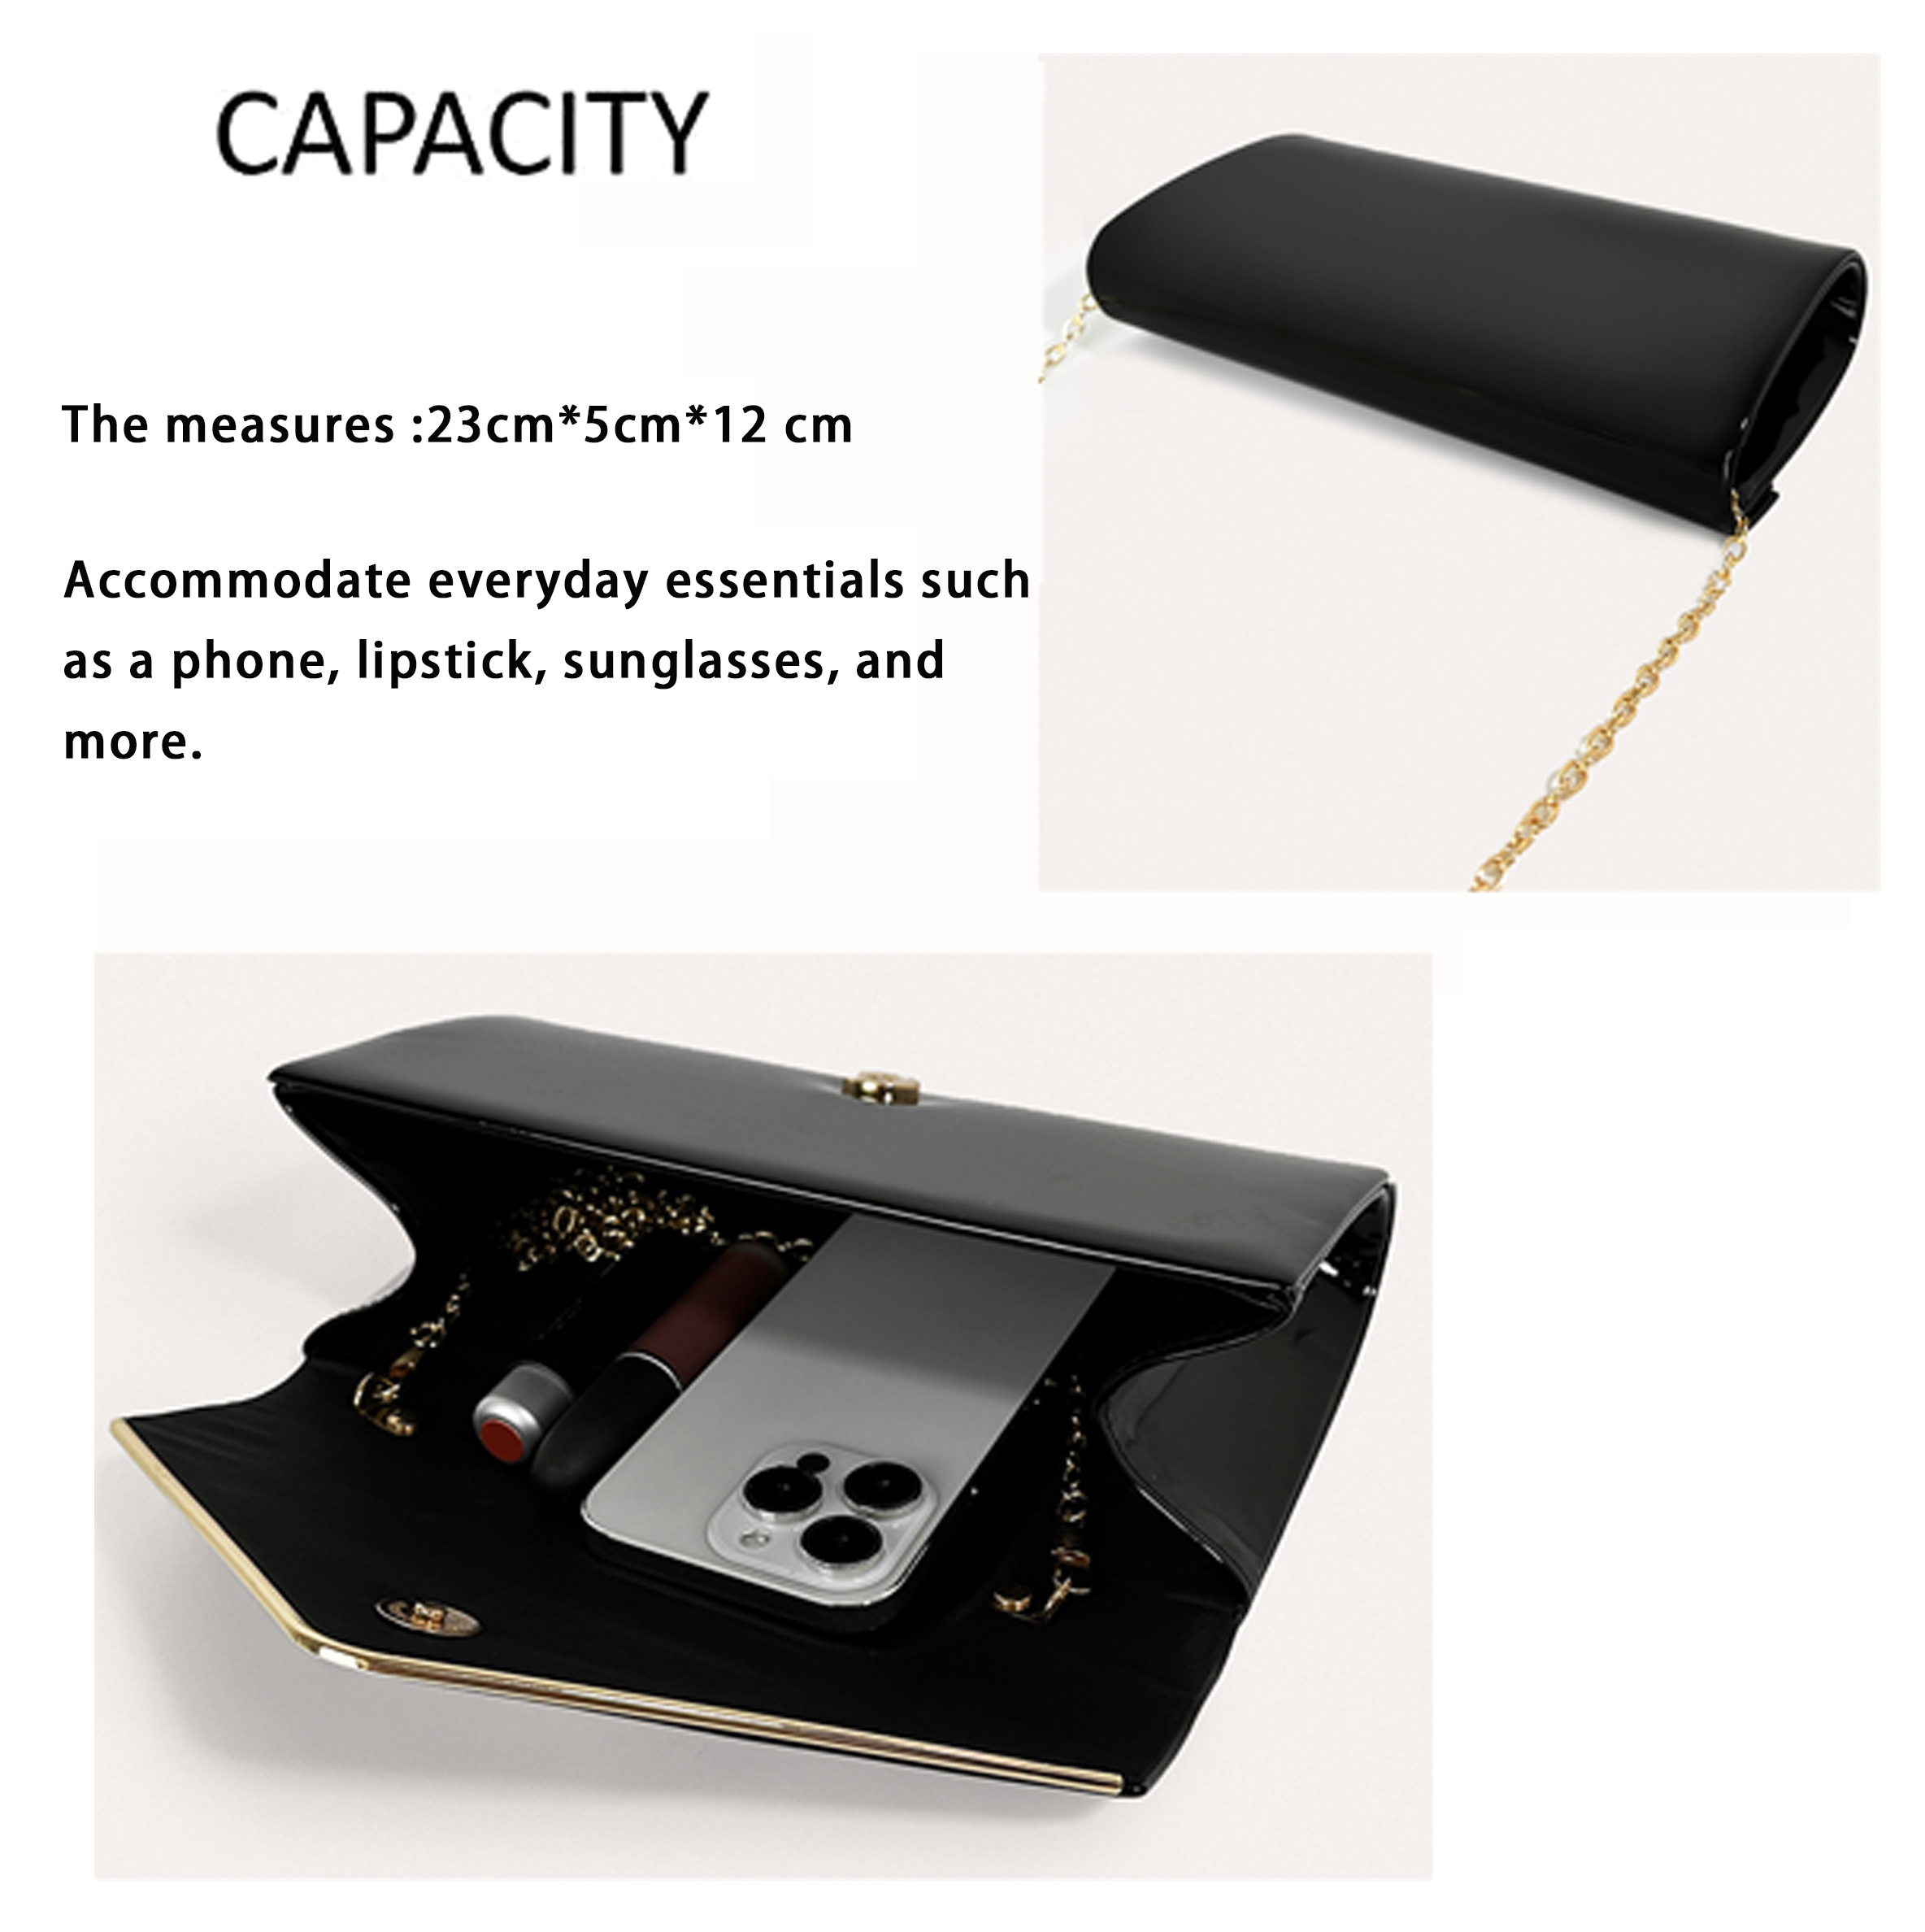 CAPACITY
The measures :23cm*5cm*12 cm
Accommodate everyday essentials such
as a phone, lipstick, sunglasses, and
more.